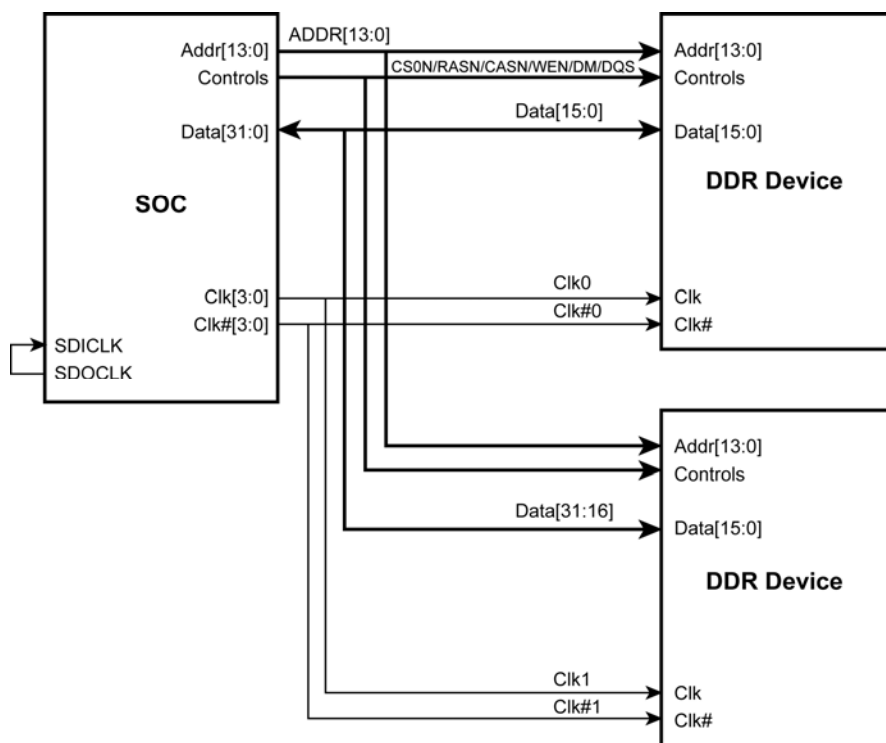 Addr[13:0]
Controls
Data[31:0]
SOC
Clk[3:0]
Clk#[3:0]
SDICLK
SDOCLK
ADDR[13:0]
CS0N/RASN/CASN/WEN/DM/DQS
Data[15:0]
Clk0
Clk#0
Addr[13:0]
Controls
Data[15:0]
DDR Device
Clk
Clk#
Data[31:16]
Clk1
Clk#1
Addr[13:0]
Controls
Data[15:0]
DDR Device
Clk
Clk#